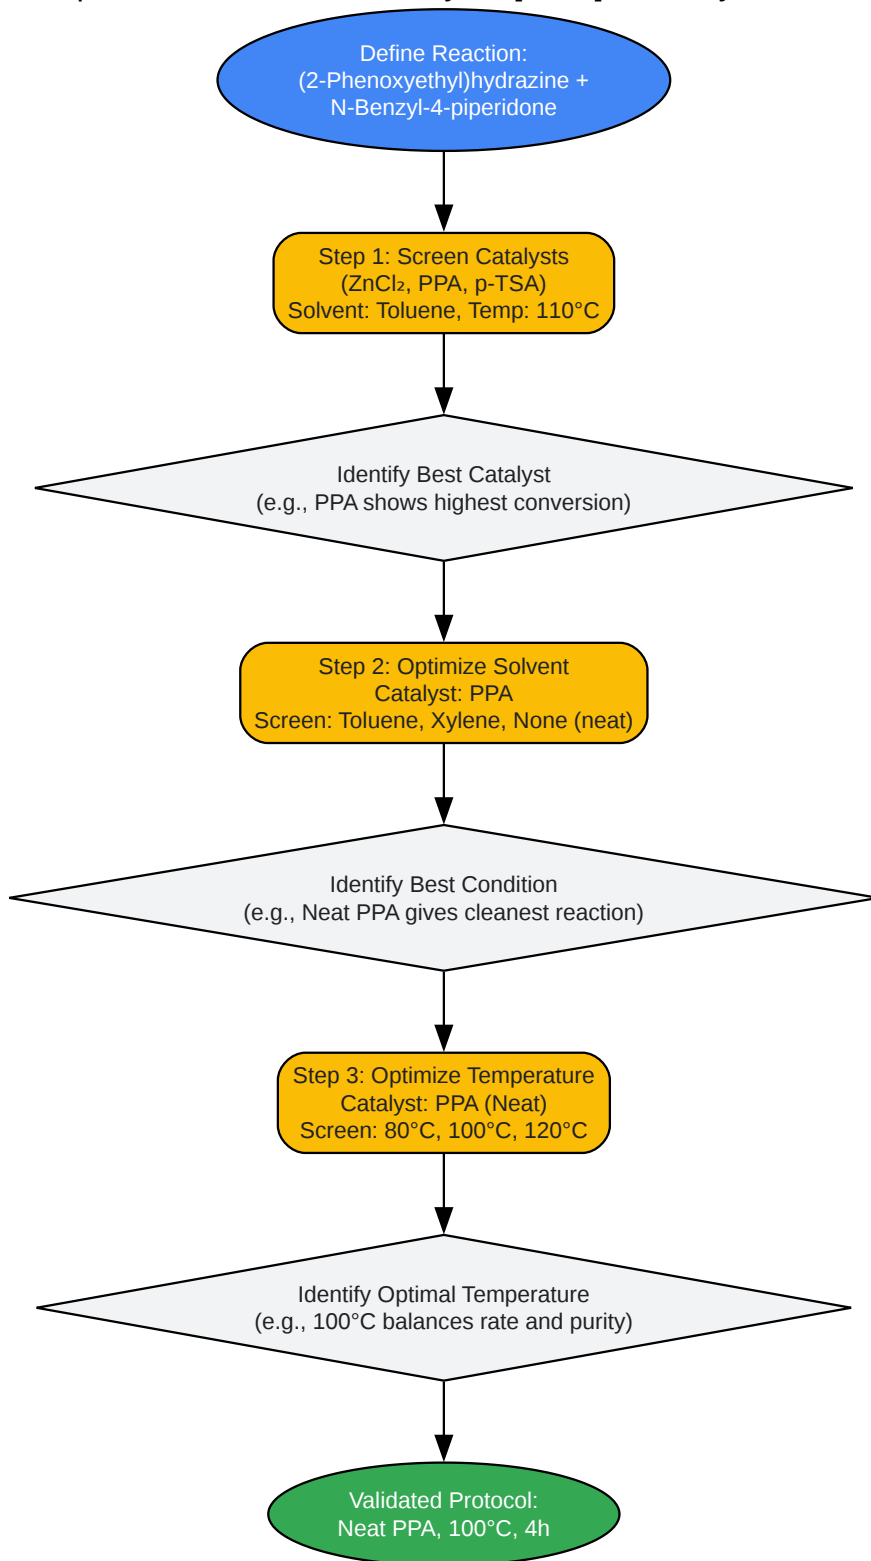 Define Reaction:
(2-Phenoxyethyl)hydrazine +
N-Benzyl-4-piperidone
Step 1: Screen Catalysts
(ZnCl₂, PPA, p-TSA)
Solvent: Toluene, Temp: 110°C
Identify Best Catalyst
(e.g., PPA shows highest conversion)
Step 2: Optimize Solvent
Catalyst: PPA
Screen: Toluene, Xylene, None (neat)
Identify Best Condition
(e.g., Neat PPA gives cleanest reaction)
Step 3: Optimize Temperature
Catalyst: PPA (Neat)
Screen: 80°C, 100°C, 120°C
Identify Optimal Temperature
(e.g., 100°C balances rate and purity)
Validated Protocol:
Neat PPA, 100°C, 4h